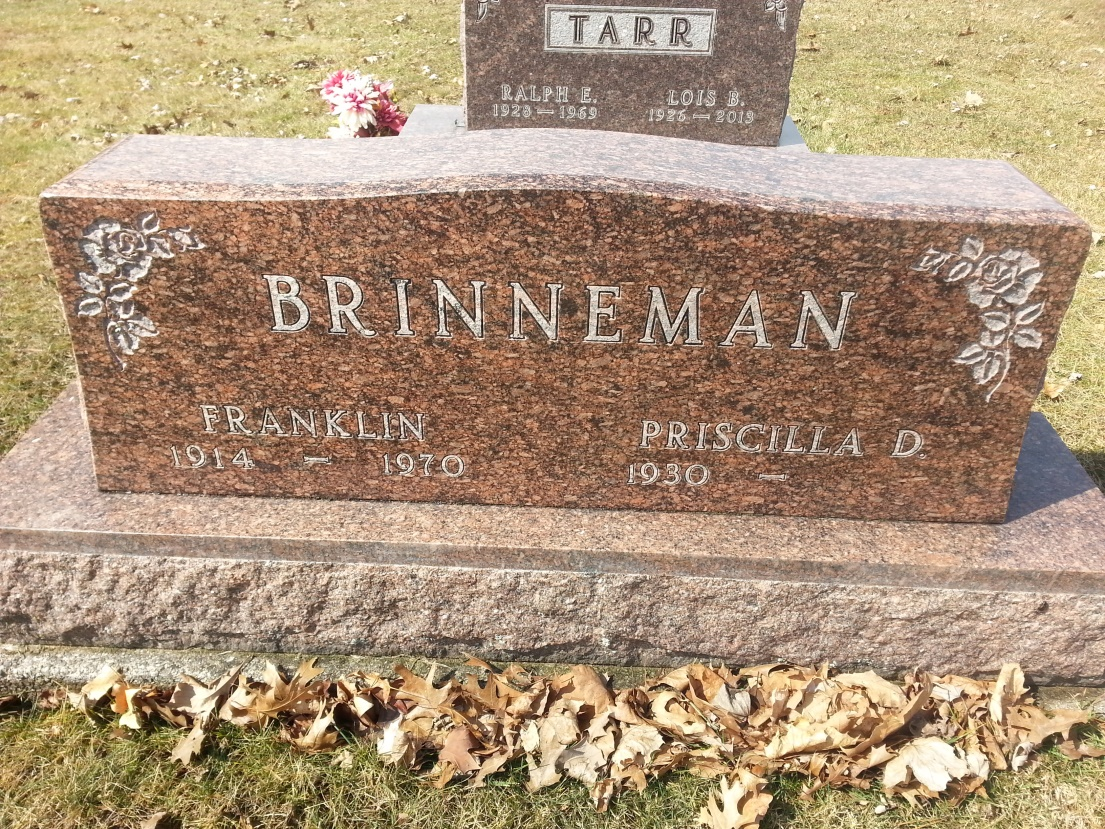 TARR
RALPH E. LOIS B.
1928 — 1969 1926 — 2013
BRINNEMAN
FRANKLIN PRISCILLA D.
1914 — 1970 1930 —